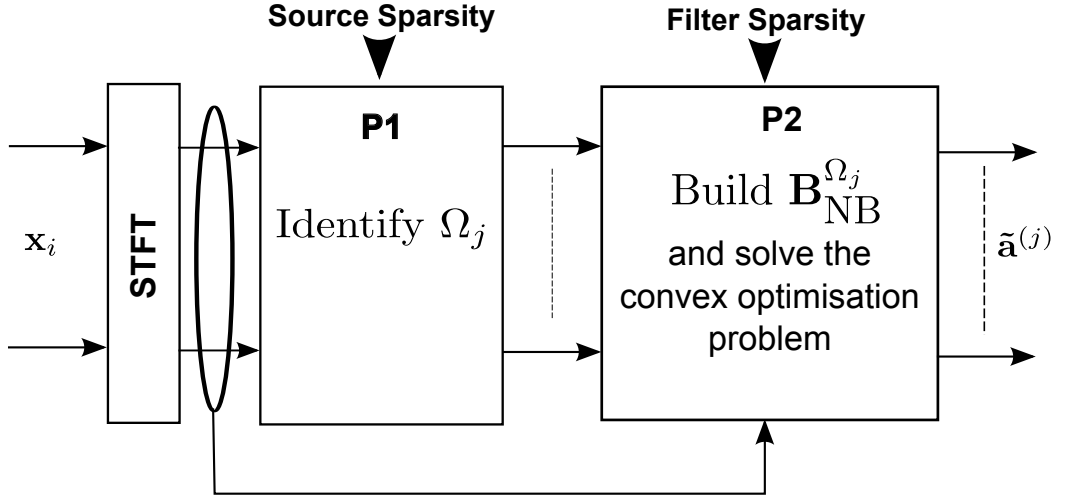 Source Sparsity
Filter Sparsity
x_i
STFT
P1
Identify Ω_j
P2
Build B_NB^Ω_j
and solve the
convex optimisation
problem
ã^(j)